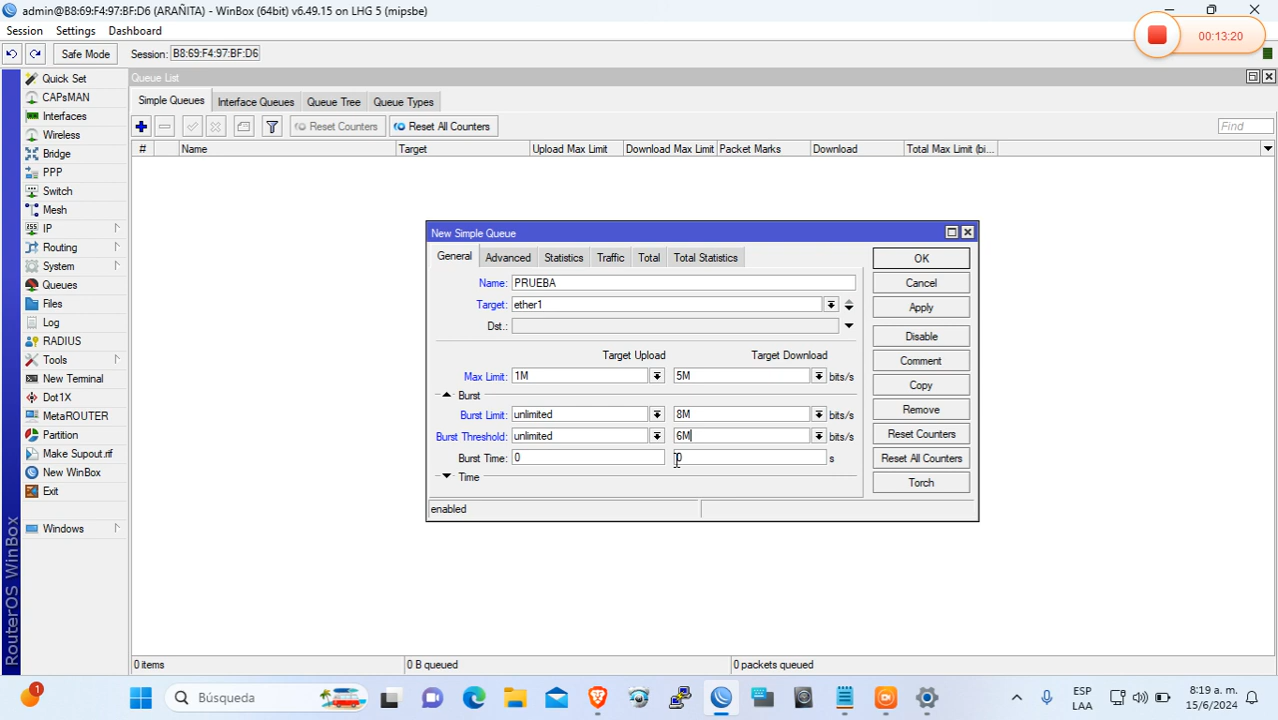 admin@B8:69:F4:97:BF:D6 (ARAÑITA) - WinBox (64bit) v6.49.15 on LHG 5 (mipsbe)
00:13:20
Session Settings Dashboard
Safe Mode Session: B8:69:F4:97:BF:D6
Quick Set
CAPsMAN
Interfaces
Wireless
Bridge
PPP
Switch
Mesh
IP
Routing
System
Queues
Files
Log
RADIUS
Tools
New Terminal
Dot1X
MetaROUTER
Partition
Make Supout.rif
New WinBox
Exit
Windows
RouterOS WinBox
Queue List
Simple Queues Interface Queues Queue Tree Queue Types
Reset Counters Reset All Counters Find
# Name Target Upload Max Limit Download Max Limit Packet Marks Download Total Max Limit (bi...
New Simple Queue
General Advanced Statistics Traffic Total Total Statistics
Name: PRUEBA
Target: ether1
Dst.:
Target Upload Target Download
Max Limit: 1M 5M bits/s
Burst
Burst Limit: unlimited 8M bits/s
Burst Threshold: unlimited 6M bits/s
Burst Time: 0 0 s
Time
enabled
OK
Cancel
Apply
Disable
Comment
Copy
Remove
Reset Counters
Reset All Counters
Torch
0 items 0 B queued 0 packets queued
1 Búsqueda ESP 8:19 a. m.
LAA 15/6/2024